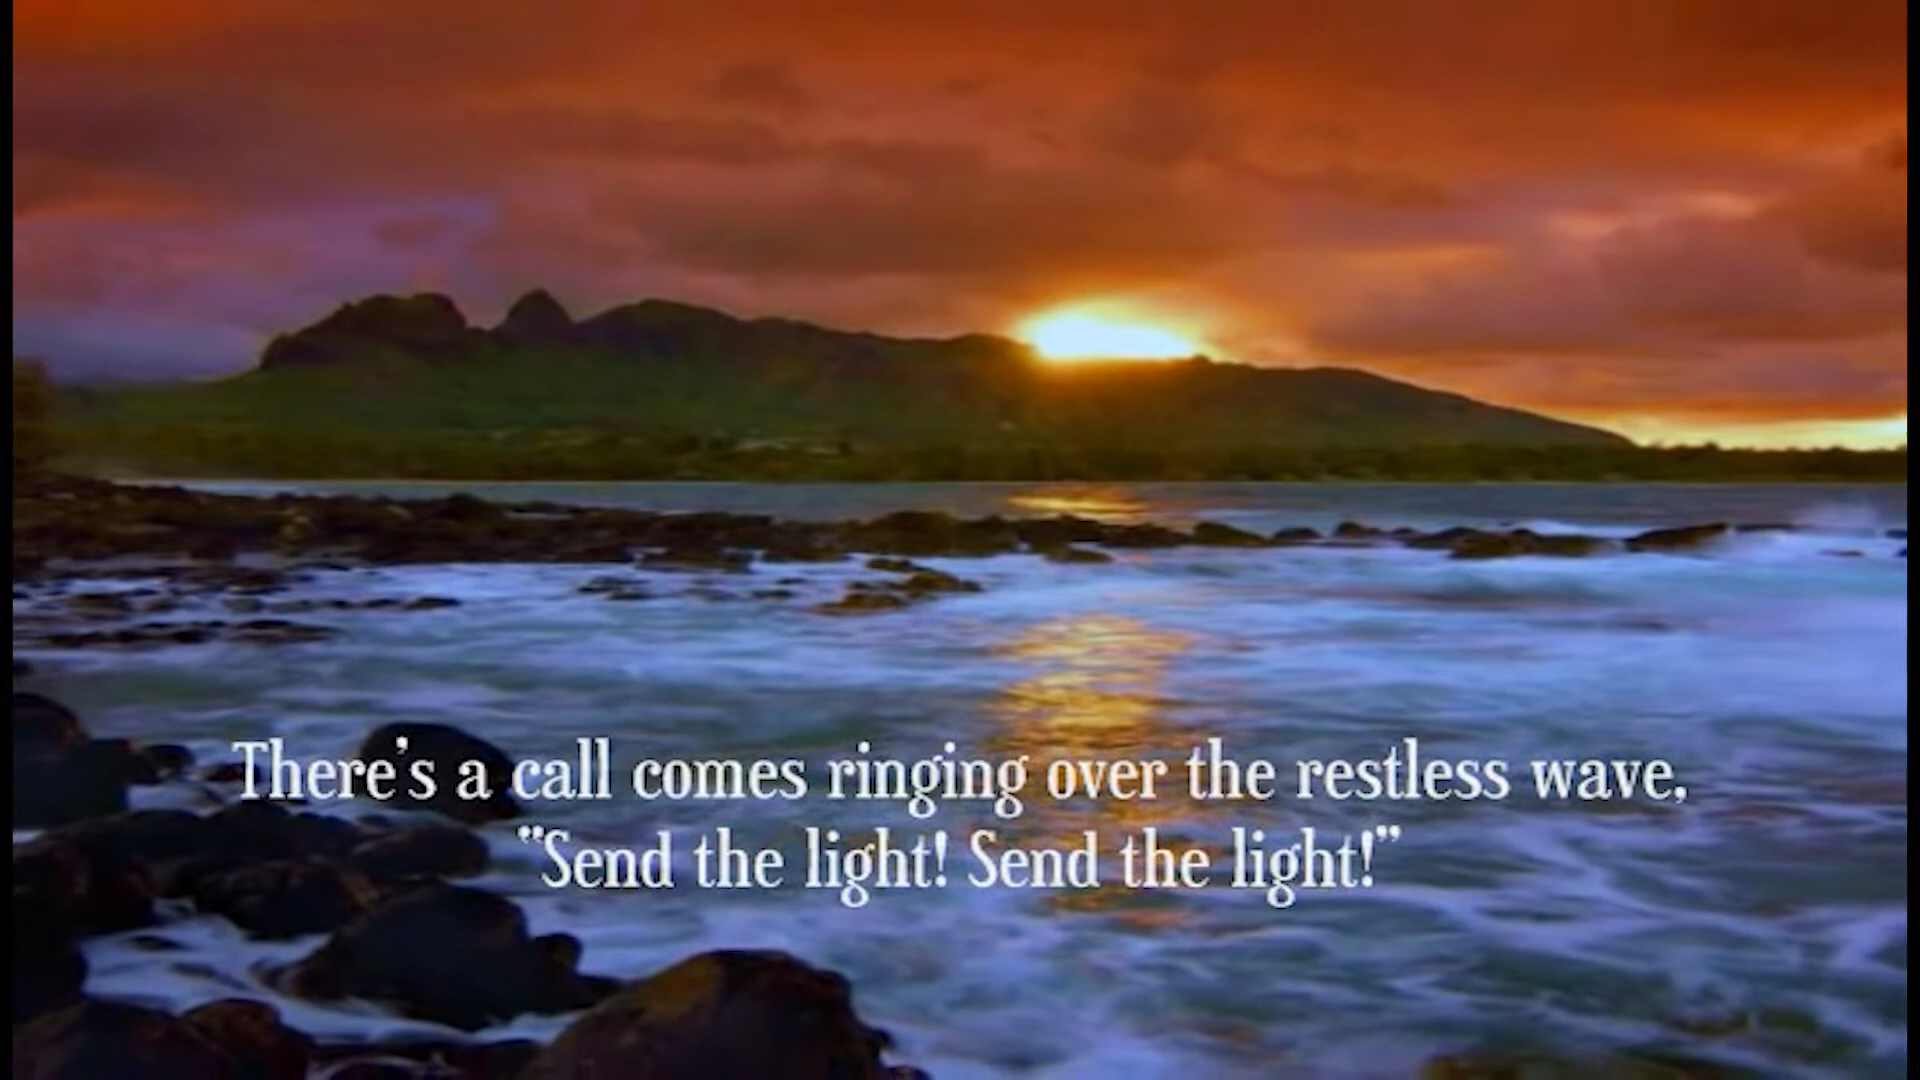 There's a call comes ringing over the restless wave,
“Send the light! Send the light!”